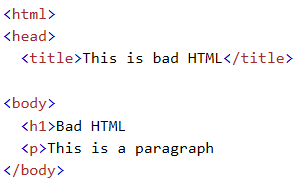 <html>
<head>
  <title>This is bad HTML</title>

<body>
  <h1>Bad HTML
  <p>This is a paragraph
</body>